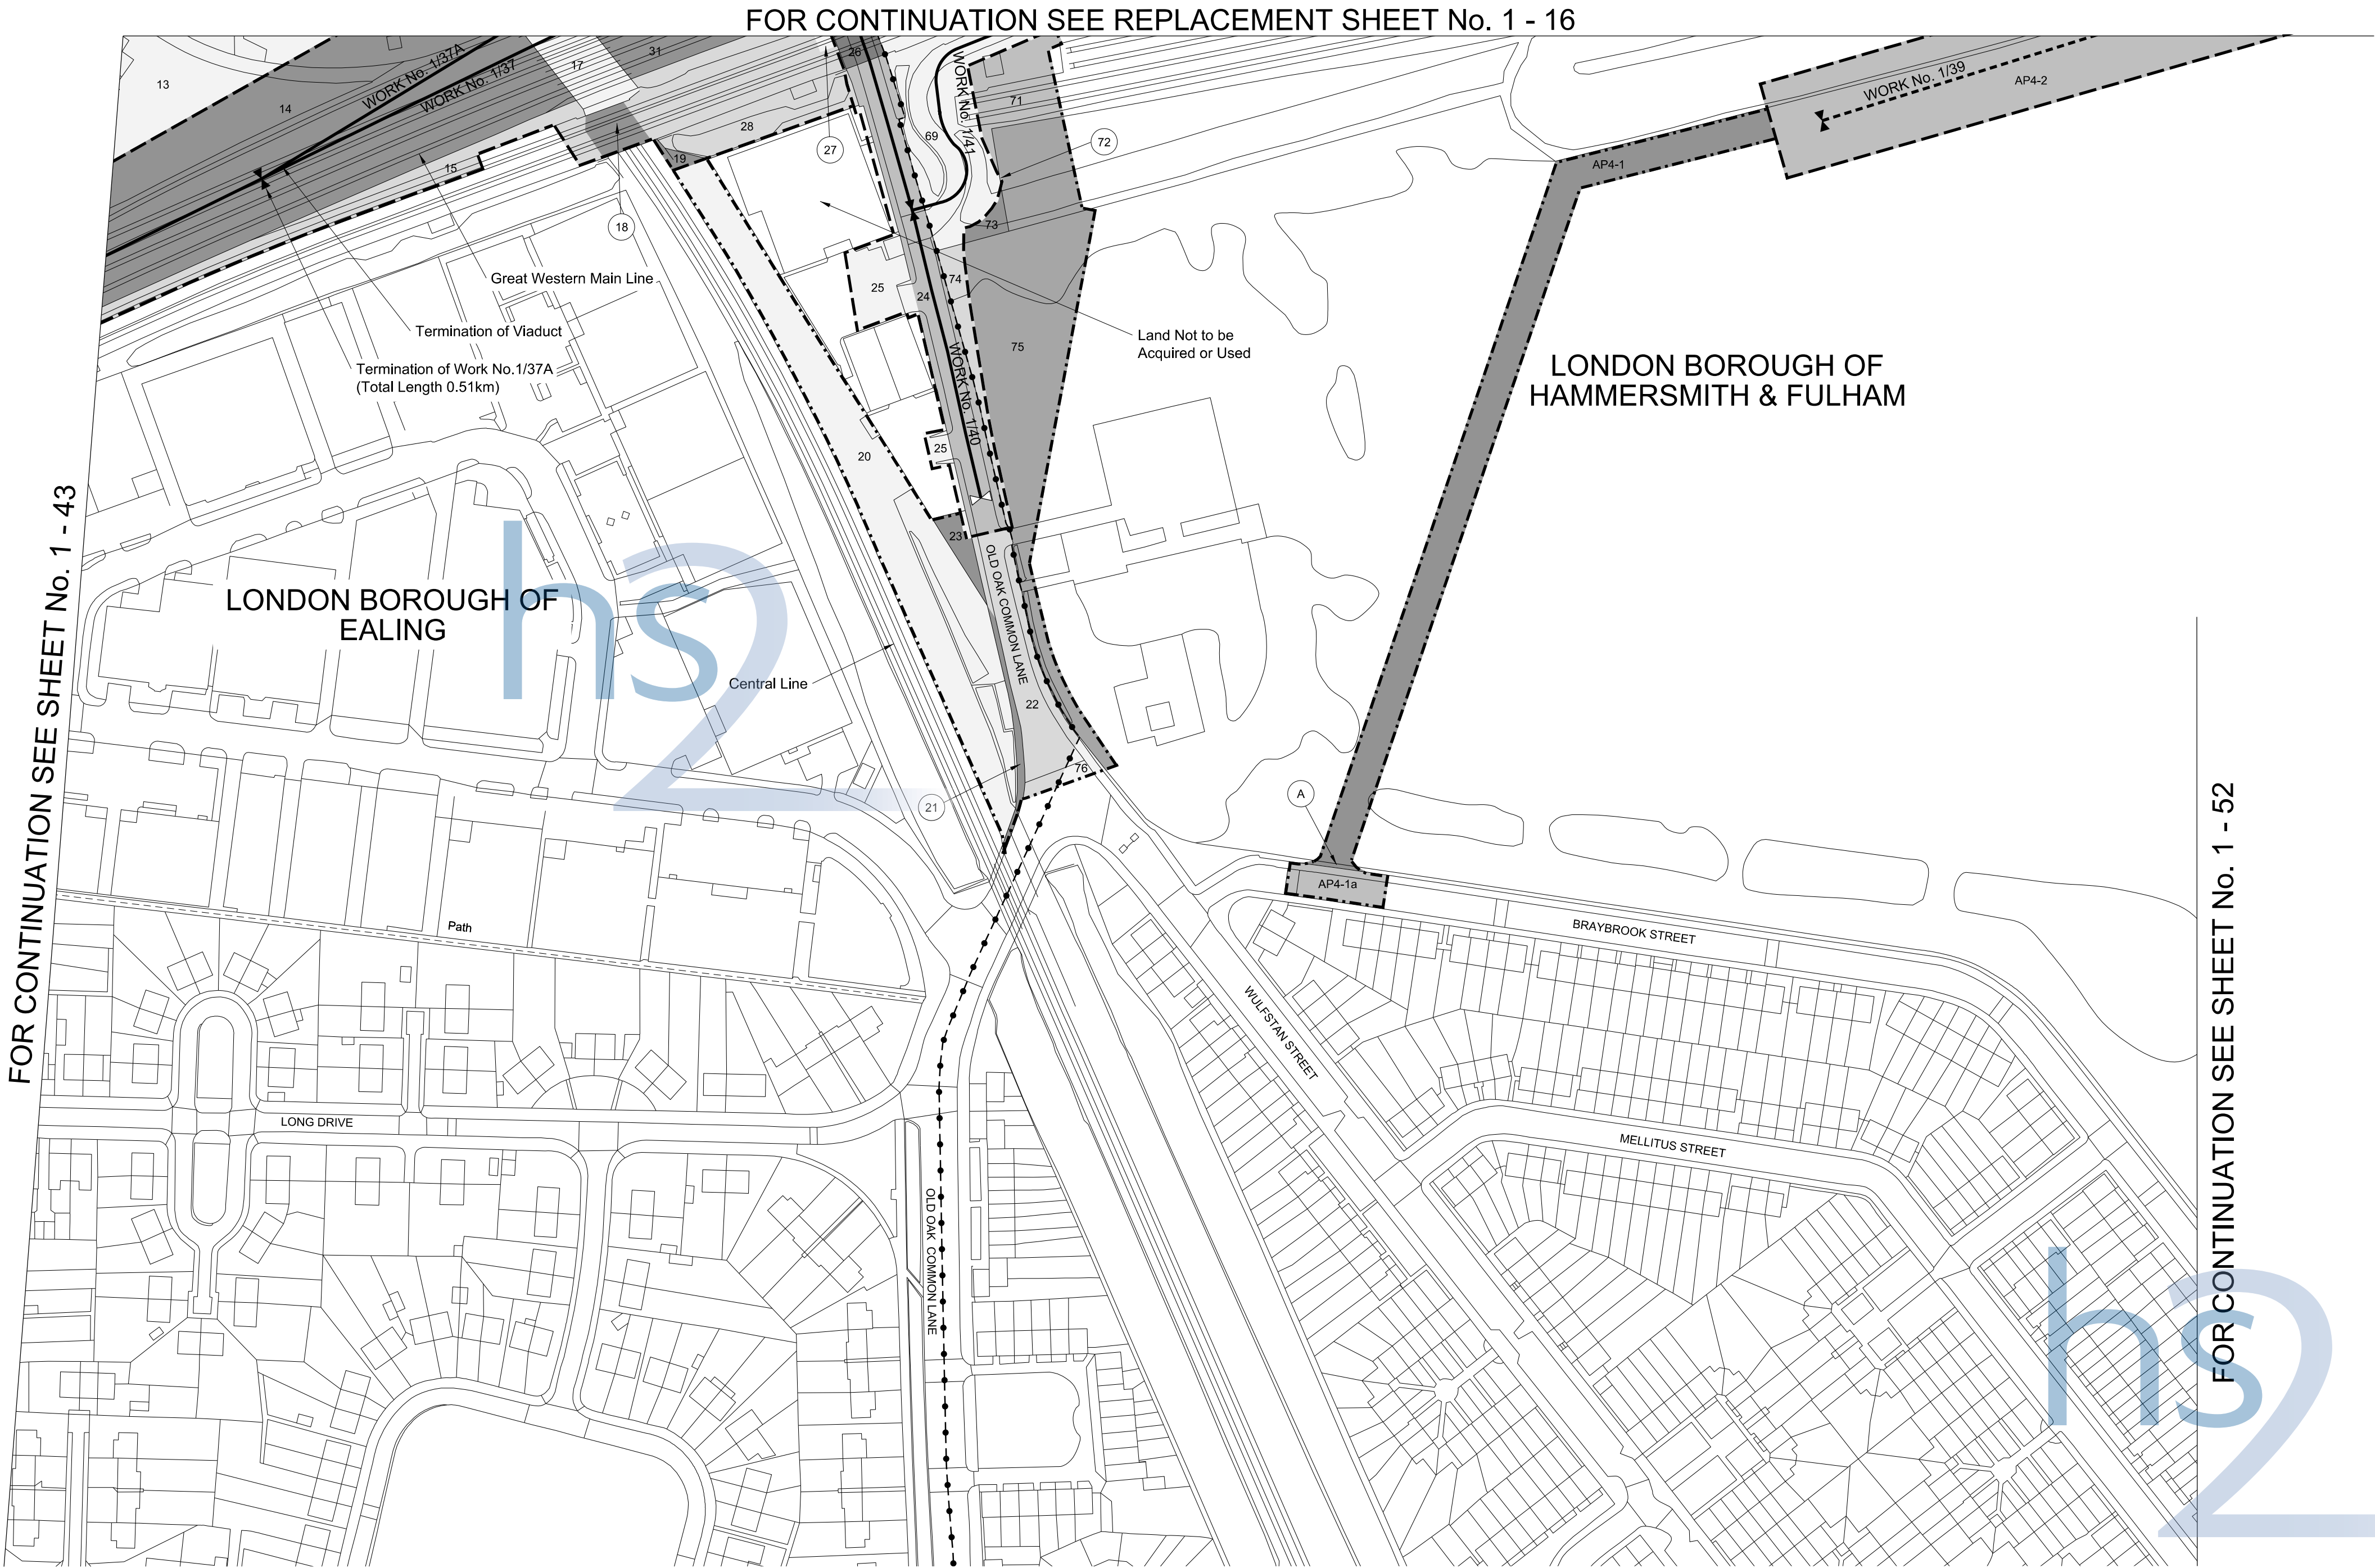 FOR CONTINUATION SEE REPLACEMENT SHEET No. 1 - 16
13
14
WORK No. 1/37A
WORK No. 1/37
31
17
15
28
19
18
27
26
69
WORK No. 1/41
71
72
73
WORK No. 1/39
AP4-2
AP4-1
Great Western Main Line
Termination of Viaduct
Termination of Work No.1/37A
(Total Length 0.51km)
25
24
74
75
Land Not to be
Acquired or Used
LONDON BOROUGH OF
HAMMERSMITH & FULHAM
WORK No. 1/40
20
25
23
OLD OAK COMMON LANE
FOR CONTINUATION SEE SHEET No. 1 - 43
LONDON BOROUGH OF
EALING
hs2
Central Line
22
76
21
A
AP4-1a
Path
BRAYBROOK STREET
WULFSTAN STREET
MELLITUS STREET
LONG DRIVE
OLD OAK COMMON LANE
FOR CONTINUATION SEE SHEET No. 1 - 52
hs2